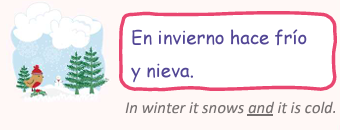 En invierno hace frío
y nieva.
In winter it snows and it is cold.